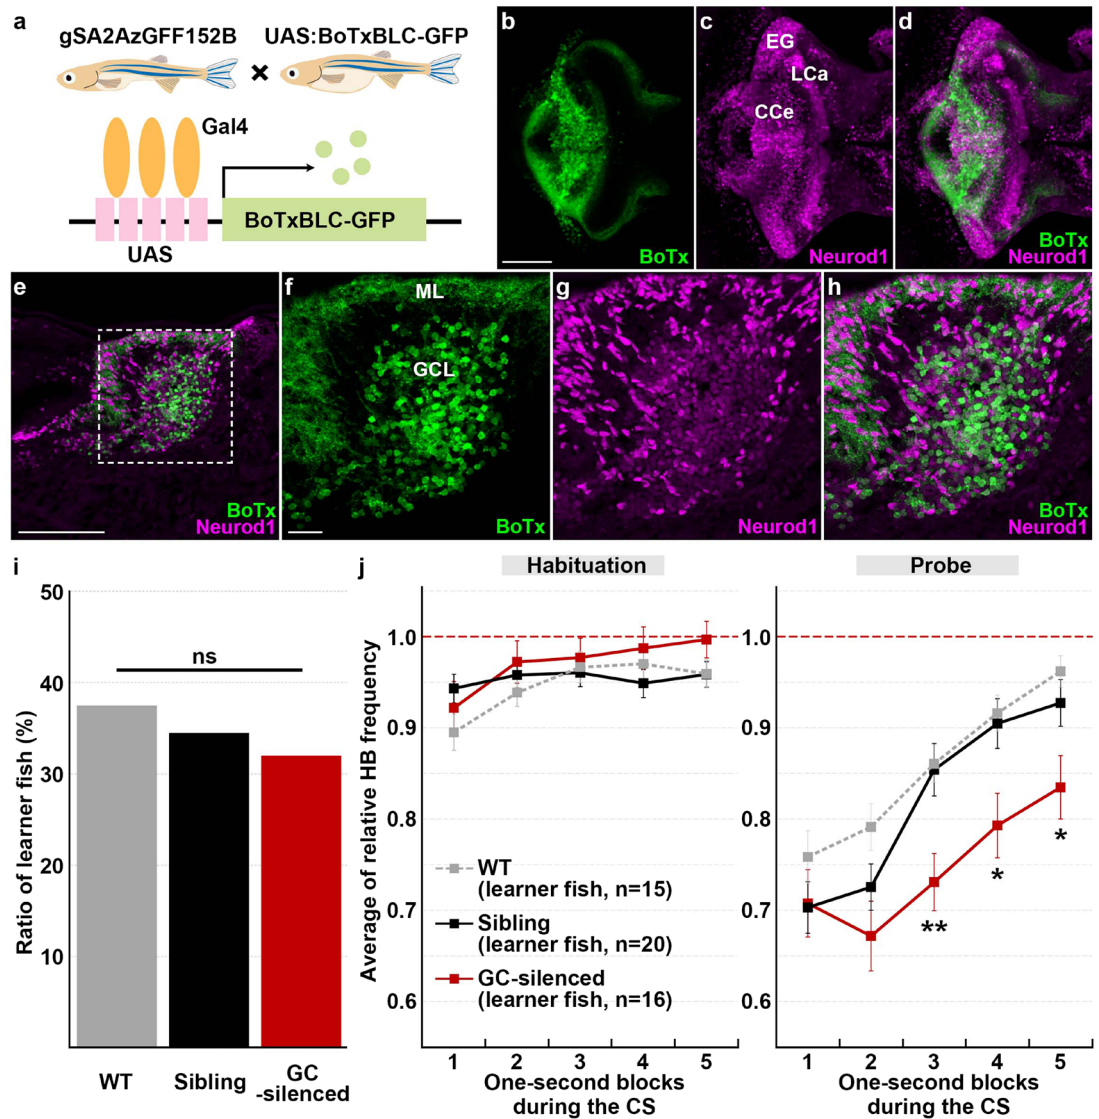 a
gSA2AzGFF152B
UAS:BoTxBLC-GFP
×
Gal4
BoTxBLC-GFP
UAS
b
BoTx
c
EG
LCa
CCe
Neurod1
d
BoTx
Neurod1
e
BoTx
Neurod1
f
ML
GCL
BoTx
g
Neurod1
h
BoTx
Neurod1
i
Ratio of learner fish (%)
50
40
30
20
10
ns
WT
Sibling
GC
-silenced
j
Habituation
Probe
Average of relative HB frequency
1.0
0.9
0.8
0.7
0.6
WT
(learner fish, n=15)
Sibling
(learner fish, n=20)
GC-silenced
(learner fish, n=16)
1 2 3 4 5
One-second blocks
during the CS
1.0
0.9
0.8
0.7
0.6
**
*
*
1 2 3 4 5
One-second blocks
during the CS